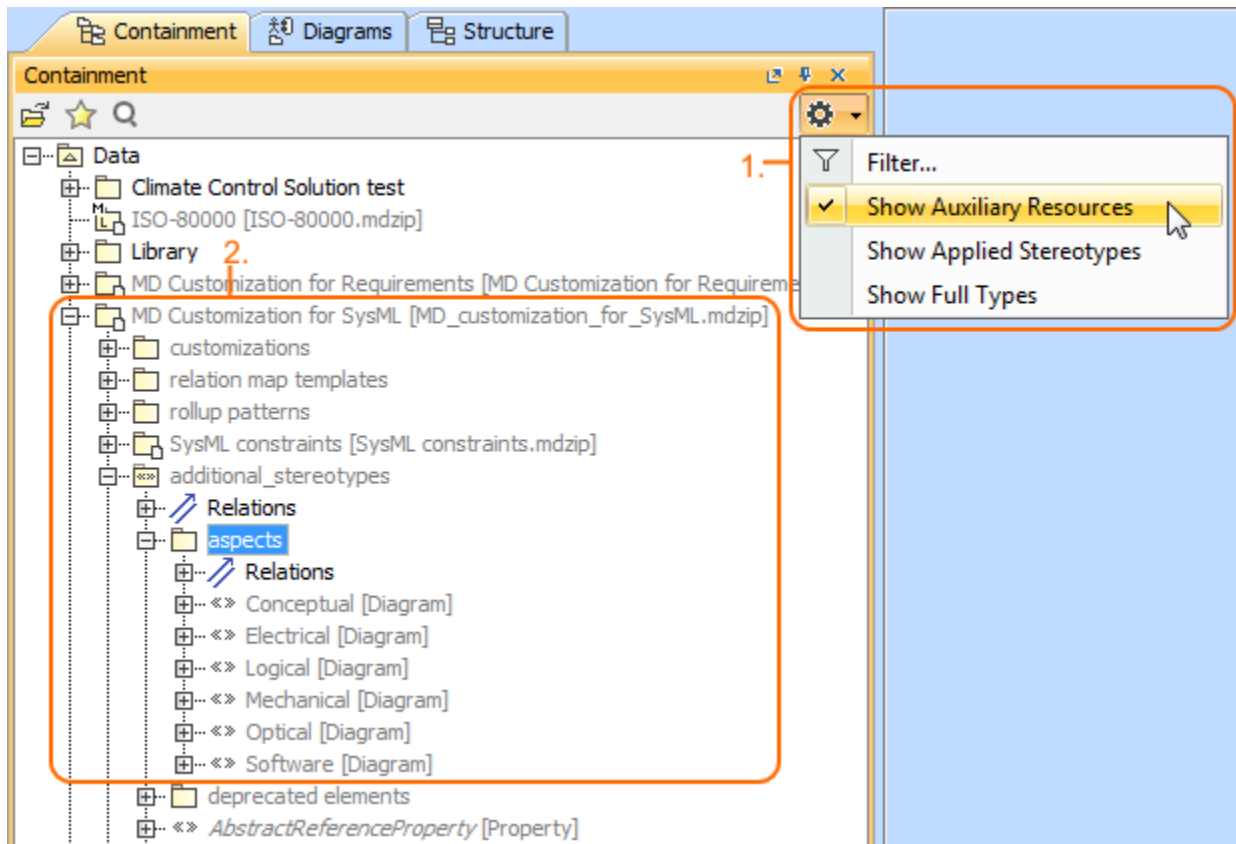 Containment Diagrams Structure
Containment
Data
1.
Filter...
Climate Control Solution test
Show Auxiliary Resources
ISO-80000 [ISO-80000.mdzip]
Library
2.
Show Applied Stereotypes
MD Customization for Requirements [MD Customization for Requireme
Show Full Types
MD Customization for SysML [MD_customization_for_SysML.mdzip]
customizations
relation map templates
rollup patterns
SysML constraints [SysML constraints.mdzip]
«» additional_stereotypes
Relations
aspects
Relations
«» Conceptual [Diagram]
«» Electrical [Diagram]
«» Logical [Diagram]
«» Mechanical [Diagram]
«» Optical [Diagram]
«» Software [Diagram]
deprecated elements
«» AbstractReferenceProperty [Property]